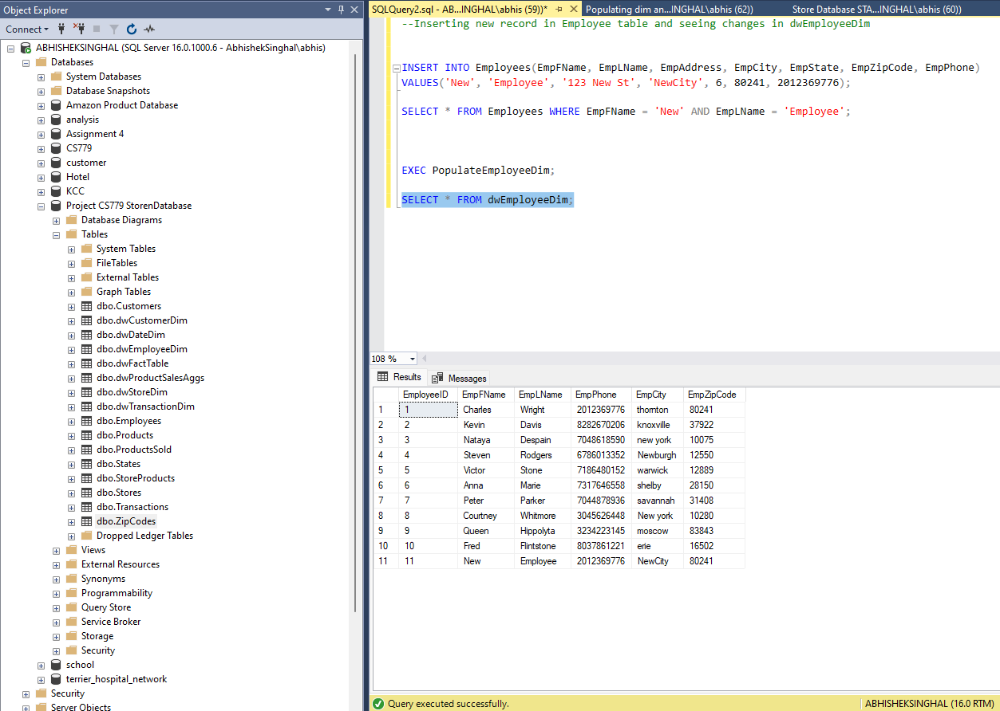 Object Explorer
Connect
ABHISHEKSINGHAL (SQL Server 16.0.1000.6 - AbhishekSinghal\abhis)
Databases
System Databases
Database Snapshots
Amazon Product Database
analysis
Assignment 4
CS779
customer
Hotel
KCC
Project CS779 StorenDatabase
Database Diagrams
Tables
System Tables
FileTables
External Tables
Graph Tables
dbo.Customers
dbo.dwCustomerDim
dbo.dwDateDim
dbo.dwEmployeeDim
dbo.dwFactTable
dbo.dwProductSalesAggs
dbo.dwStoreDim
dbo.dwTransactionDim
dbo.Employees
dbo.Products
dbo.ProductsSold
dbo.States
dbo.StoreProducts
dbo.Stores
dbo.Transactions
dbo.ZipCodes
Dropped Ledger Tables
Views
External Resources
Synonyms
Programmability
Query Store
Service Broker
Storage
Security
school
terrier_hospital_network
Security
Server Objects
SQLQuery2.sql - AB...INGHAL\abhis (59))* Populating dim an...INGHAL\abhis (62)) Store Database STA...INGHAL\abhis (60))
--Inserting new record in Employee table and seeing changes in dwEmployeeDim
INSERT INTO Employees(EmpFName, EmpLName, EmpAddress, EmpCity, EmpState, EmpZipCode, EmpPhone)
VALUES('New', 'Employee', '123 New St', 'NewCity', 6, 80241, 2012369776);
SELECT * FROM Employees WHERE EmpFName = 'New' AND EmpLName = 'Employee';
EXEC PopulateEmployeeDim;
SELECT * FROM dwEmployeeDim;
108 %
Results Messages
EmployeeID EmpFName EmpLName EmpPhone EmpCity EmpZipCode
1 1 Charles Wright 2012369776 thornton 80241
2 2 Kevin Davis 8282670206 knoxville 37922
3 3 Nataya Despain 7048618590 new york 10075
4 4 Steven Rodgers 6786013352 Newburgh 12550
5 5 Victor Stone 7186480152 warwick 12889
6 6 Anna Marie 7317646558 shelby 28150
7 7 Peter Parker 7044878936 savannah 31408
8 8 Courtney Whitmore 3045626448 New york 10280
9 9 Queen Hippolyta 3234223145 moscow 83843
10 10 Fred Flintstone 8037861221 erie 16502
11 11 New Employee 2012369776 NewCity 80241
Query executed successfully. ABHISHEKSINGHAL (16.0 RTM)